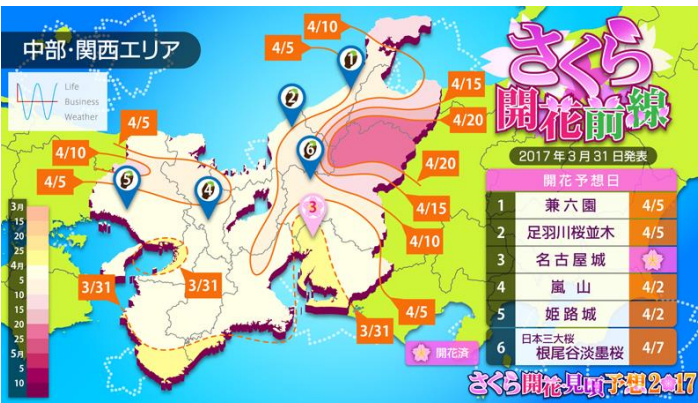 中部・関西エリア
Life
Business
Weather
さくら
開花前線
2017年3月31日発表
開花予想日
1 兼六園 4/5
2 足羽川桜並木 4/5
3 名古屋城
4 嵐山 4/2
5 姫路城 4/2
6 日本三大桜
根尾谷淡墨桜 4/7
4/10
4/5
4/15
4/20
4/20
4/15
4/10
4/5
3/31
4/5
4/10
4/5
3/31
3/31
1
2
6
3
4
5
3月
15
20
25
4月
5
10
15
20
25
5月
5
10
開花済
さくら開花・見頃予想2017